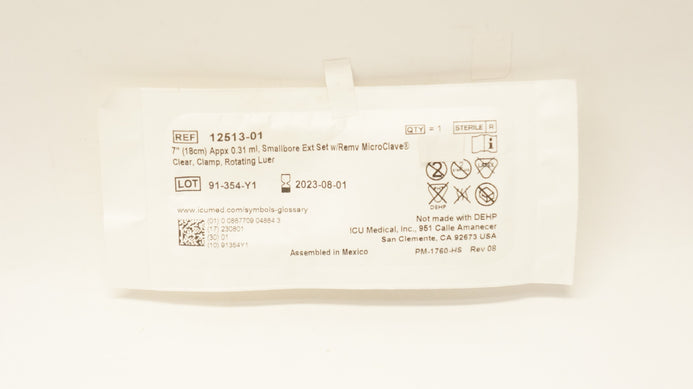 REF 12513-01
QTY = 1 STERILE R
7" (18cm) Appx 0.31 ml, Smallbore Ext Set w/Remv MicroClave®
Clear, Clamp, Rotating Luer
LOT 91-354-Y1 2023-08-01
DEHP
www.icumed.com/symbols-glossary
(01) 0 0887709 04884 3
(17) 230801
(30) 01
(10) 91354Y1
Not made with DEHP
ICU Medical, Inc., 951 Calle Amanecer
San Clemente, CA 92673 USA
Assembled in Mexico
PM-1760-HS Rev 08